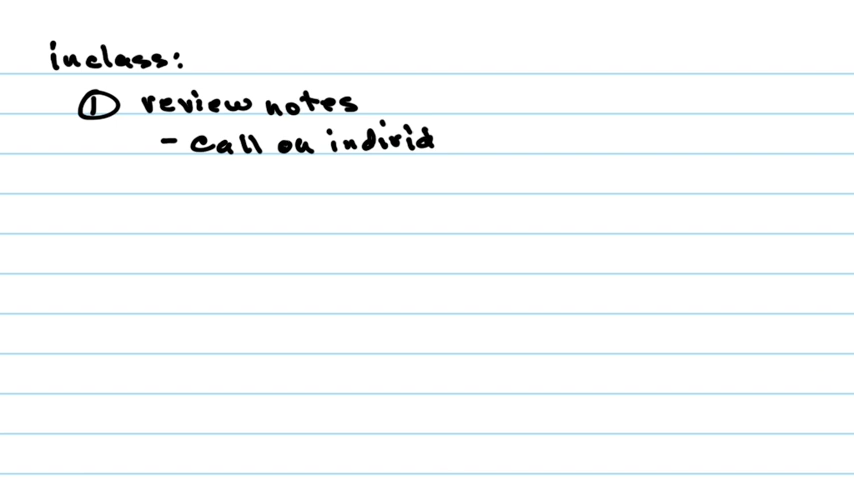 inclass:
① review notes
- call on individ